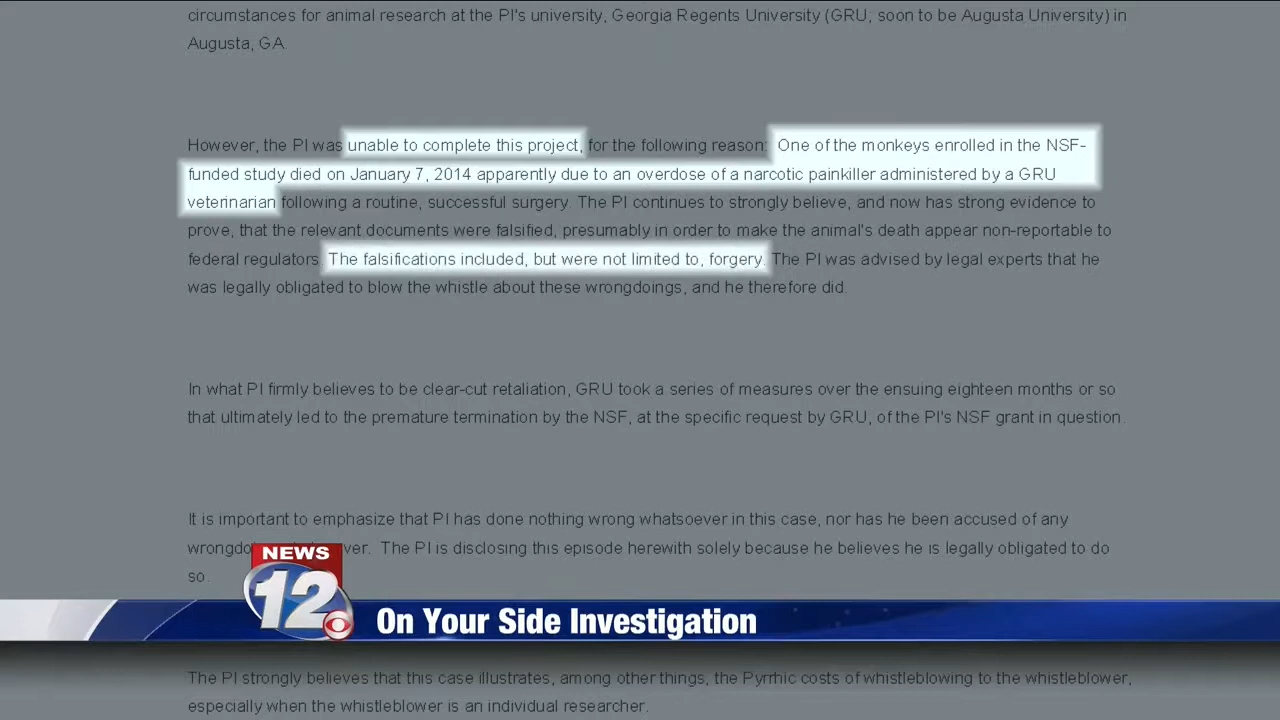 circumstances for animal research at the PI's university, Georgia Regents University (GRU; soon to be Augusta University) in
Augusta, GA.
However, the PI was unable to complete this project, for the following reason: One of the monkeys enrolled in the NSF-
funded study died on January 7, 2014 apparently due to an overdose of a narcotic painkiller administered by a GRU
veterinarian following a routine, successful surgery. The PI continues to strongly believe, and now has strong evidence to
prove, that the relevant documents were falsified, presumably in order to make the animal's death appear non-reportable to
federal regulators. The falsifications included, but were not limited to, forgery. The PI was advised by legal experts that he
was legally obligated to blow the whistle about these wrongdoings, and he therefore did.
In what PI firmly believes to be clear-cut retaliation, GRU took a series of measures over the ensuing eighteen months or so
that ultimately led to the premature termination by the NSF, at the specific request by GRU, of the PI's NSF grant in question.
It is important to emphasize that PI has done nothing wrong whatsoever in this case, nor has he been accused of any
The PI is disclosing this episode herewith solely because he believes he is legally obligated to do
so.
NEWS
12
On Your Side Investigation
The PI strongly believes that this case illustrates, among other things, the Pyrrhic costs of whistleblowing to the whistleblower,
especially when the whistleblower is an individual researcher.